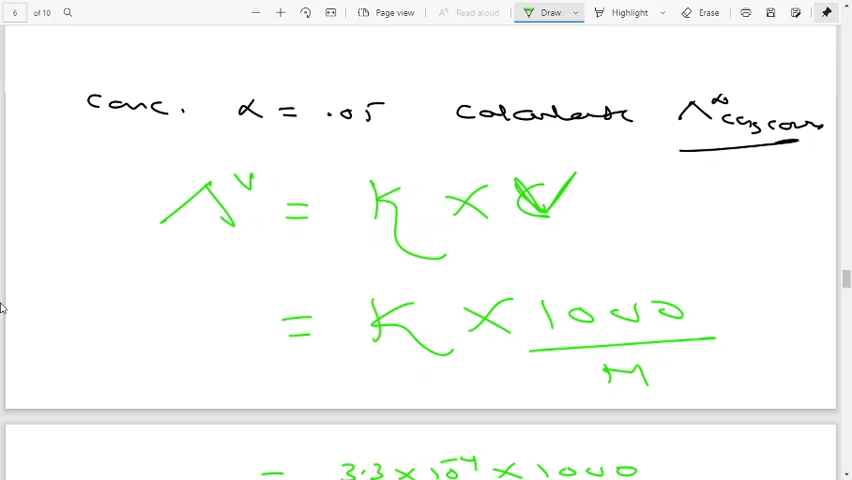 6 of 10 Page view Read aloud Draw Highlight Erase
conc. α = .05 calculate Λ∞ CH3COOH
Λv = K × V
= K × 1000
M
= 3.3 × 10-4 × 1000